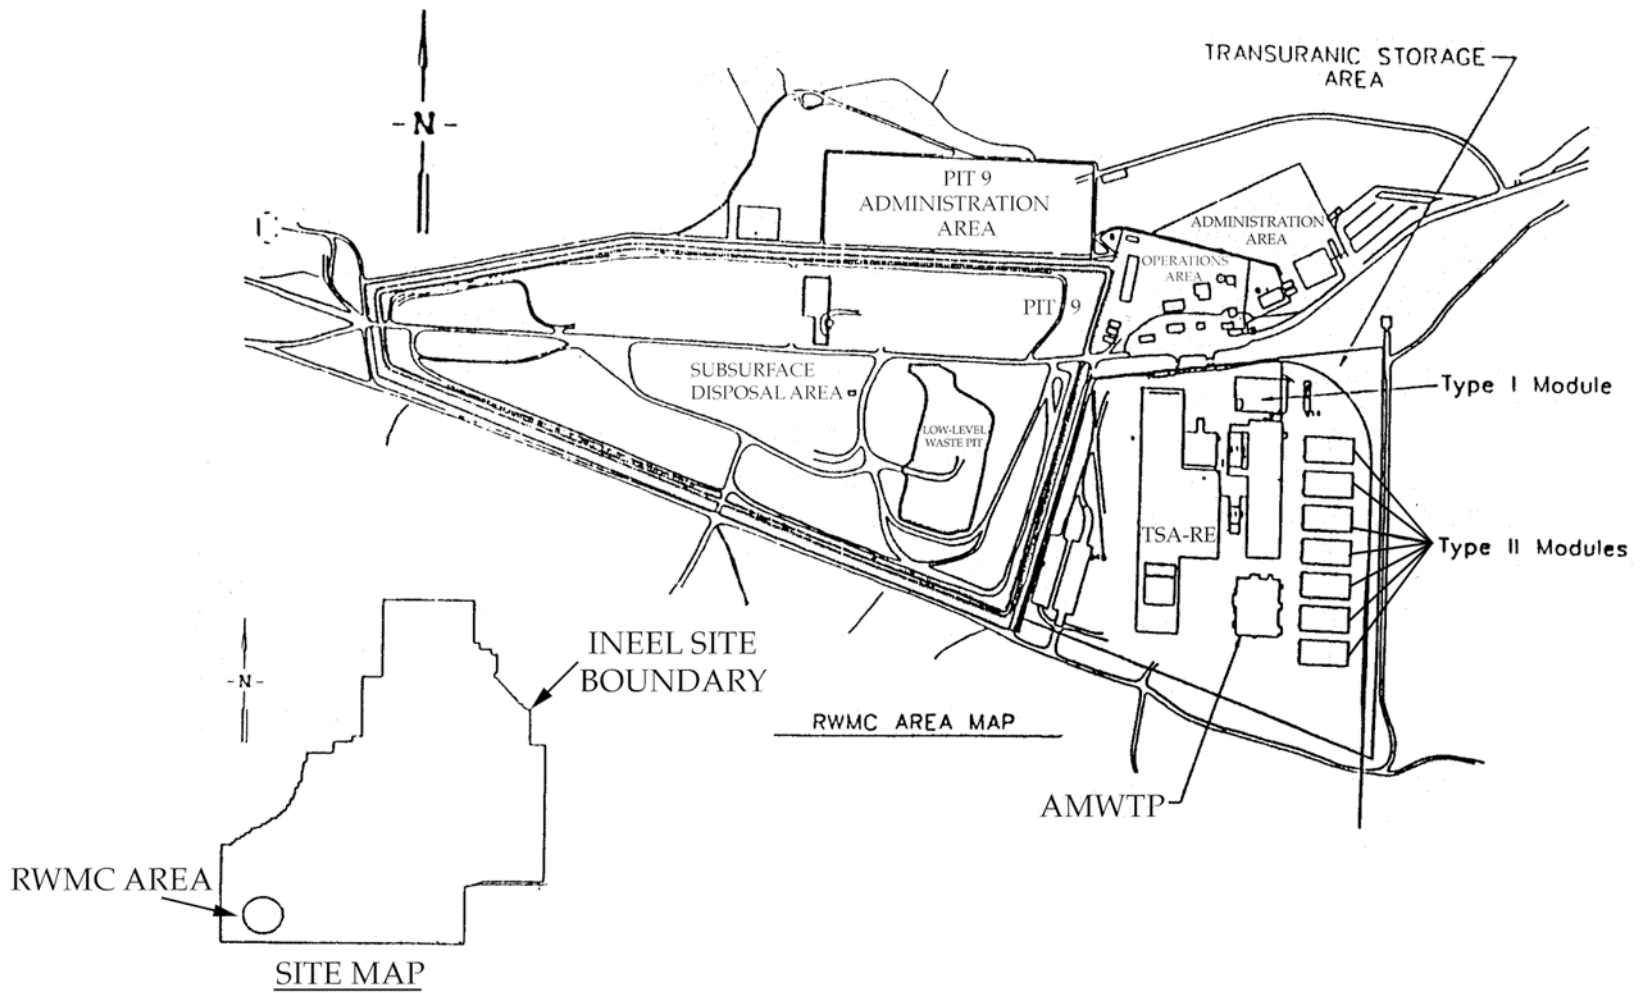 TRANSURANIC STORAGE
AREA
- N -
PIT 9
ADMINISTRATION
AREA
ADMINISTRATION
AREA
OPERATIONS
AREA
PIT 9
SUBSURFACE
DISPOSAL AREA
Type I Module
LOW-LEVEL
WASTE PIT
TSA-RE
Type II Modules
INEEL SITE
BOUNDARY
- N -
RWMC AREA MAP
AMWTP
RWMC AREA
SITE MAP